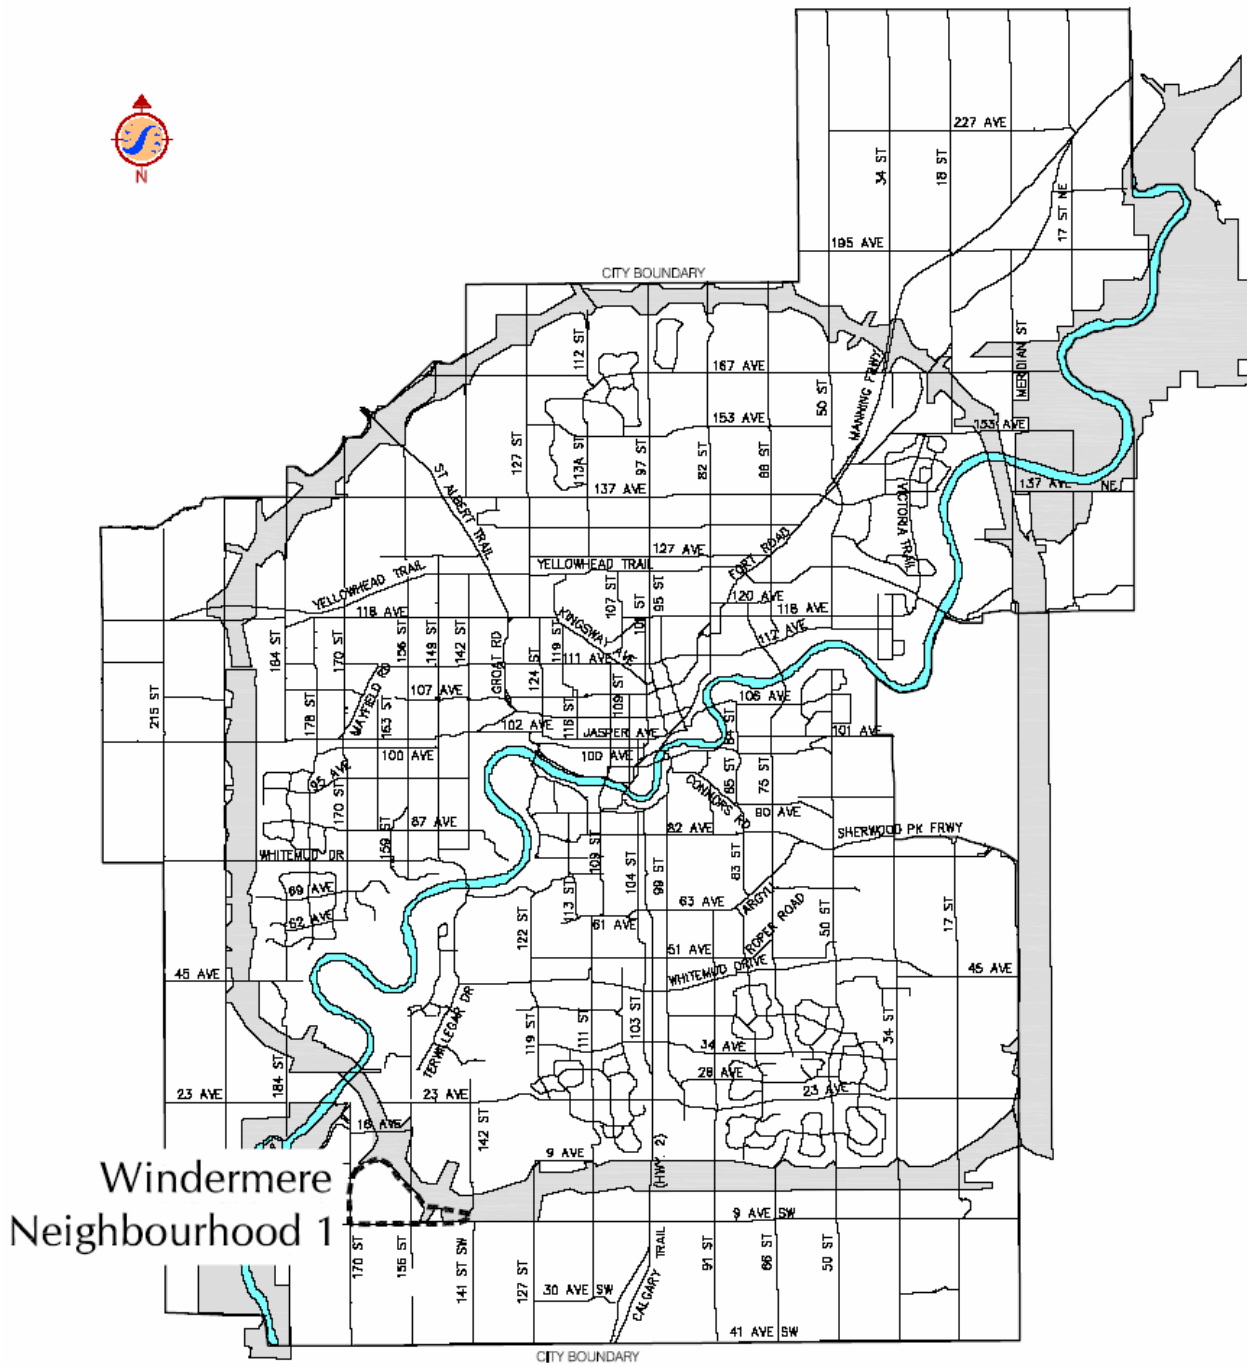 227 AVE
34 ST
18 ST
17 ST NE
N
195 AVE
CITY BOUNDARY
MERIDIAN ST
112 ST
167 AVE
MANNING FRWY
50 ST
153 AVE
153 AVE
127 ST
113A ST
97 ST
82 ST
66 ST
ST ALBERT TRAIL
137 AVE
VICTORIA TRAIL
137 AVE
NE
127 AVE
FORT ROAD
YELLOWHEAD TRAIL
YELLOWHEAD TRAIL
107 ST
95 ST
120 AVE
118 AVE
118 AVE
101 ST
KINGSWAY AVE
112 AVE
184 ST
170 ST
156 ST
149 ST
142 ST
GROAT RD
124 ST
119 ST
111 AVE
215 ST
178 ST
MAYFIELD RD
163 ST
107 AVE
116 ST
109 ST
106 AVE
102 AVE
JASPER AVE
84 ST
101 AVE
100 AVE
100 AVE
95 AVE
170 ST
CONNORS RD
85 ST
75 ST
90 AVE
87 AVE
159 ST
82 AVE
SHERWOOD PK FRWY
WHITEMUD DR
109 ST
104 ST
99 ST
83 ST
69 AVE
62 AVE
113 ST
63 AVE
ARGYLL
61 AVE
122 ST
ROPER ROAD
50 ST
17 ST
51 AVE
45 AVE
WHITEMUD DRIVE
45 AVE
TERWILLEGAR DR
119 ST
111 ST
103 ST
34 ST
34 AVE
184 ST
28 AVE
23 AVE
23 AVE
23 AVE
142 ST
16 AVE
9 AVE
(HWY. 2)
Windermere
Neighbourhood 1
9 AVE SW
170 ST
156 ST
141 ST SW
127 ST
30 AVE SW
CALGARY TRAIL
91 ST
66 ST
50 ST
41 AVE SW
CITY BOUNDARY